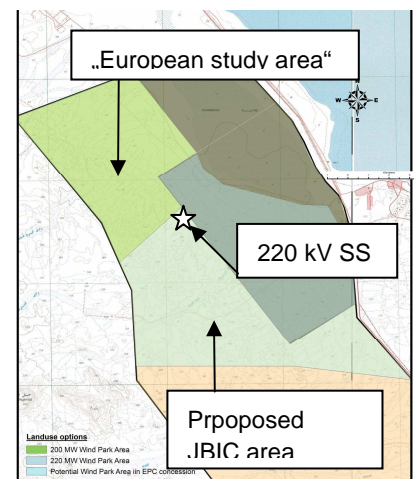 „European study area“
N
W
E
S
220 kV SS
Prpoposed
JBIC area
Landuse options
200 MW Wind Park Area
220 MW Wind Park Area
Potential Wind Park Area iin EPC concession